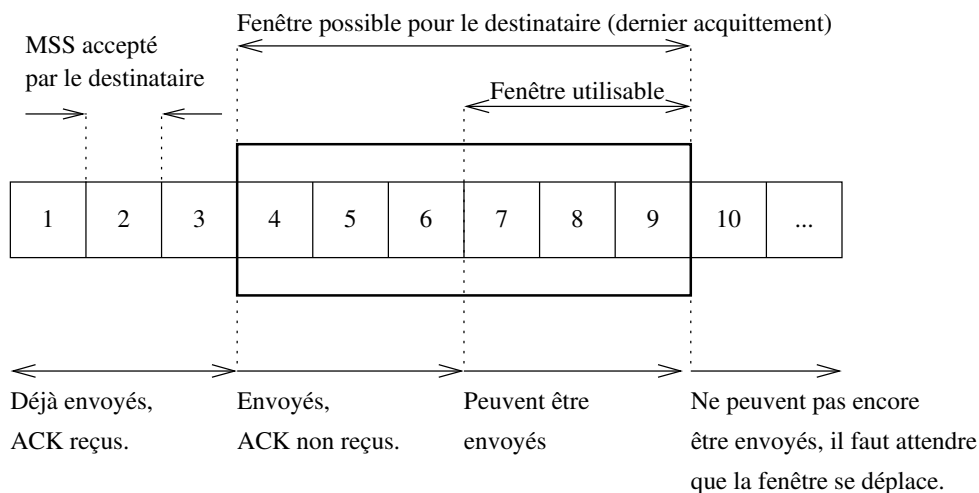 Fenêtre possible pour le destinataire (dernier acquittement)
MSS accepté
par le destinataire
Fenêtre utilisable
1 2 3 4 5 6 7 8 9 10 ...
Déjà envoyés,
ACK reçus.
Envoyés,
ACK non reçus.
Peuvent être
envoyés
Ne peuvent pas encore
être envoyés, il faut attendre
que la fenêtre se déplace.